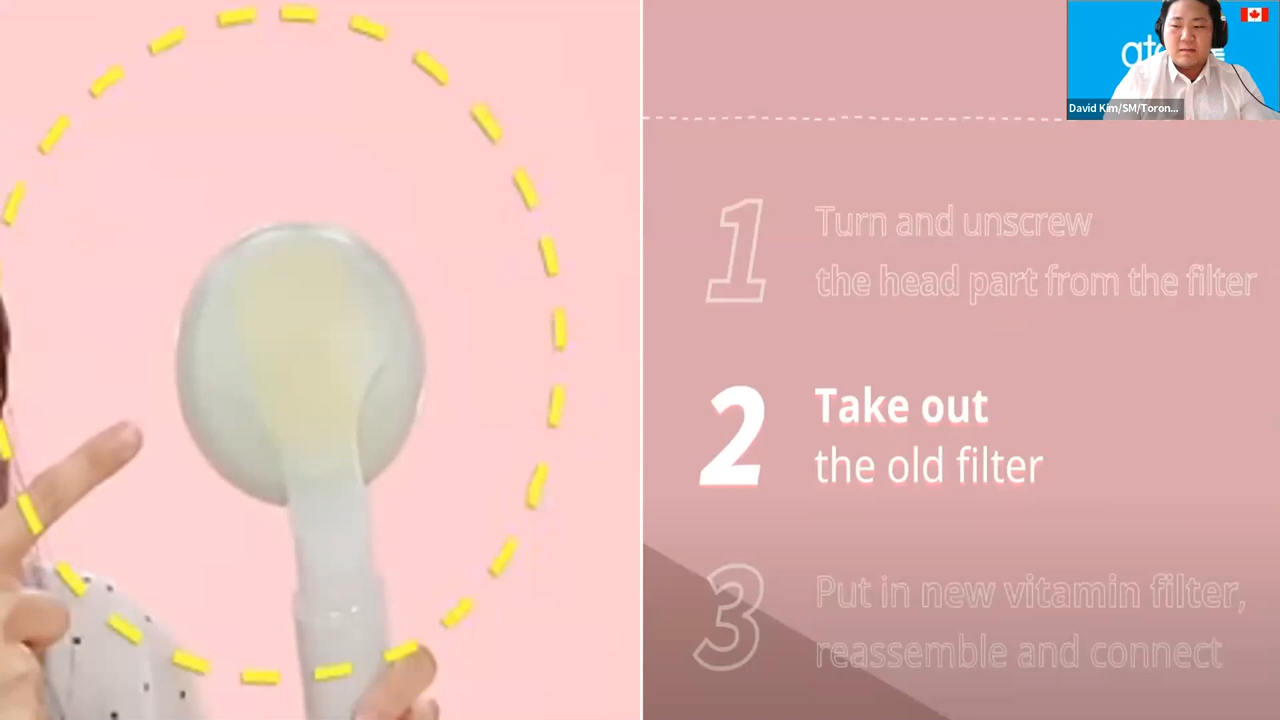 David Kim/SM/Toron...
1 Turn and unscrew
the head part from the filter
2 Take out
the old filter
3 Put in new vitamin filter,
reassemble and connect